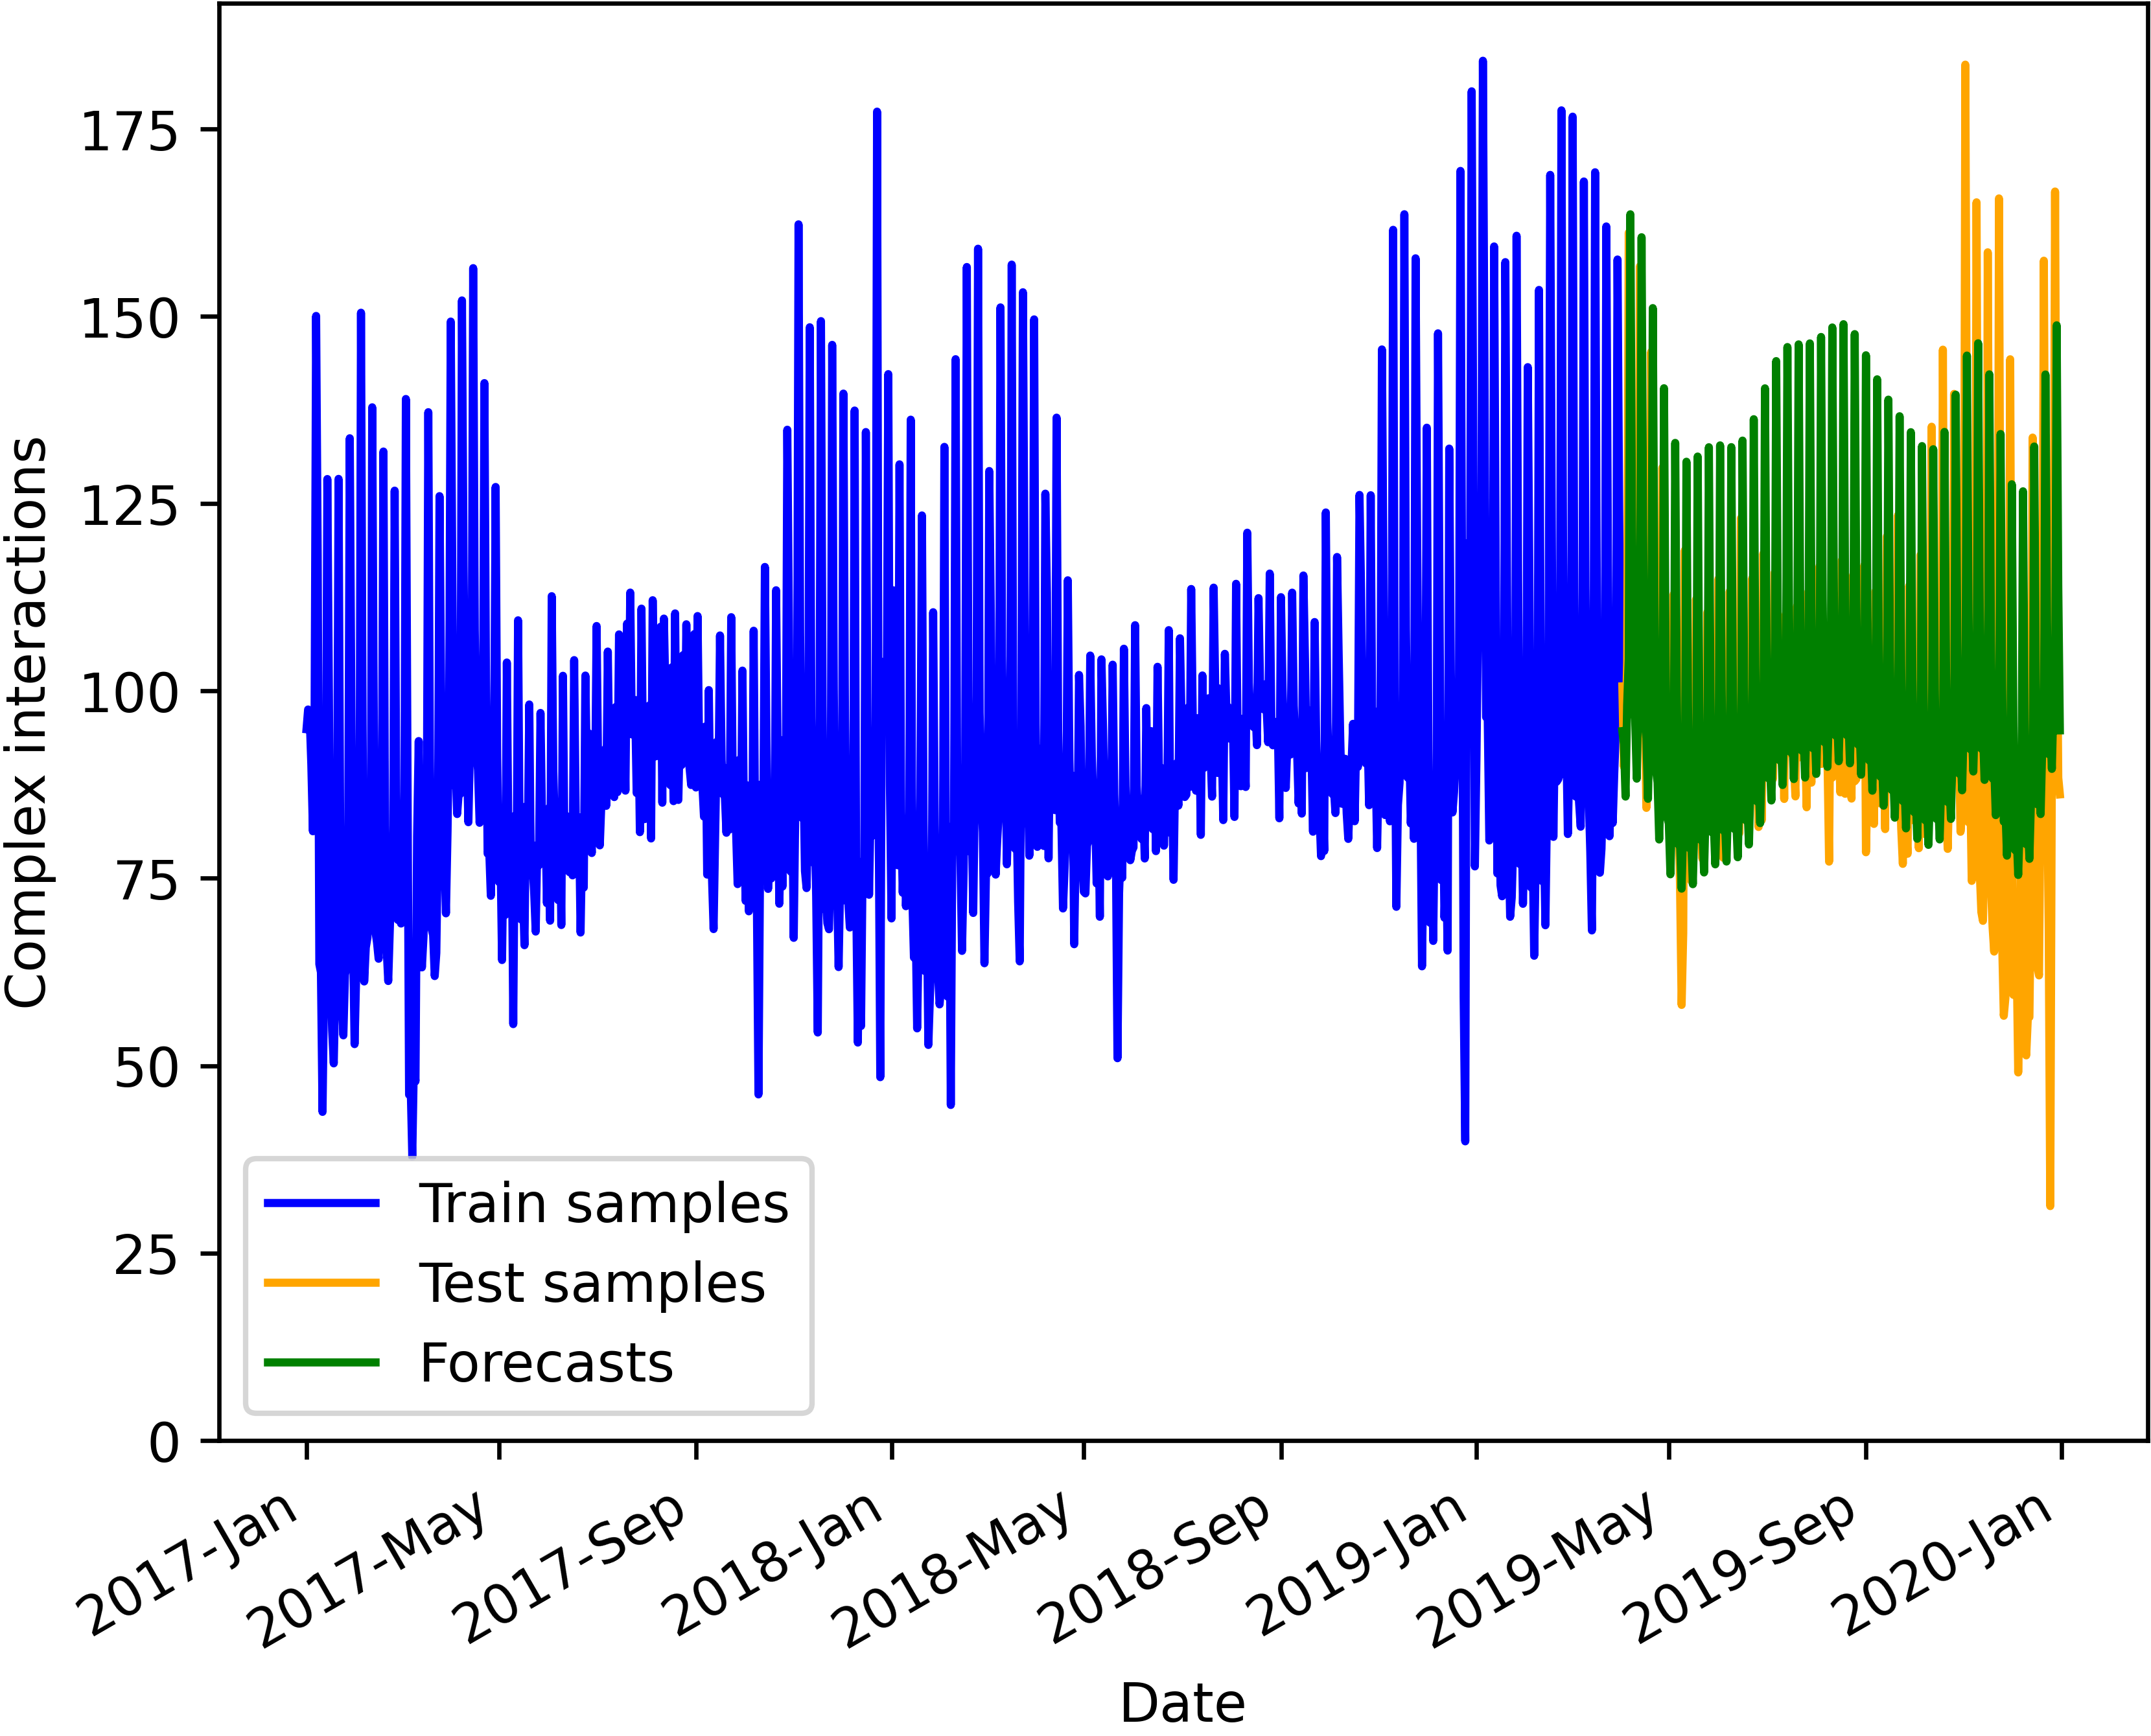 Complex interactions
175
150
125
100
75
50
25
0
Train samples
Test samples
Forecasts
2017-Jan
2017-May
2017-Sep
2018-Jan
2018-May
2018-Sep
2019-Jan
2019-May
2019-Sep
2020-Jan
Date